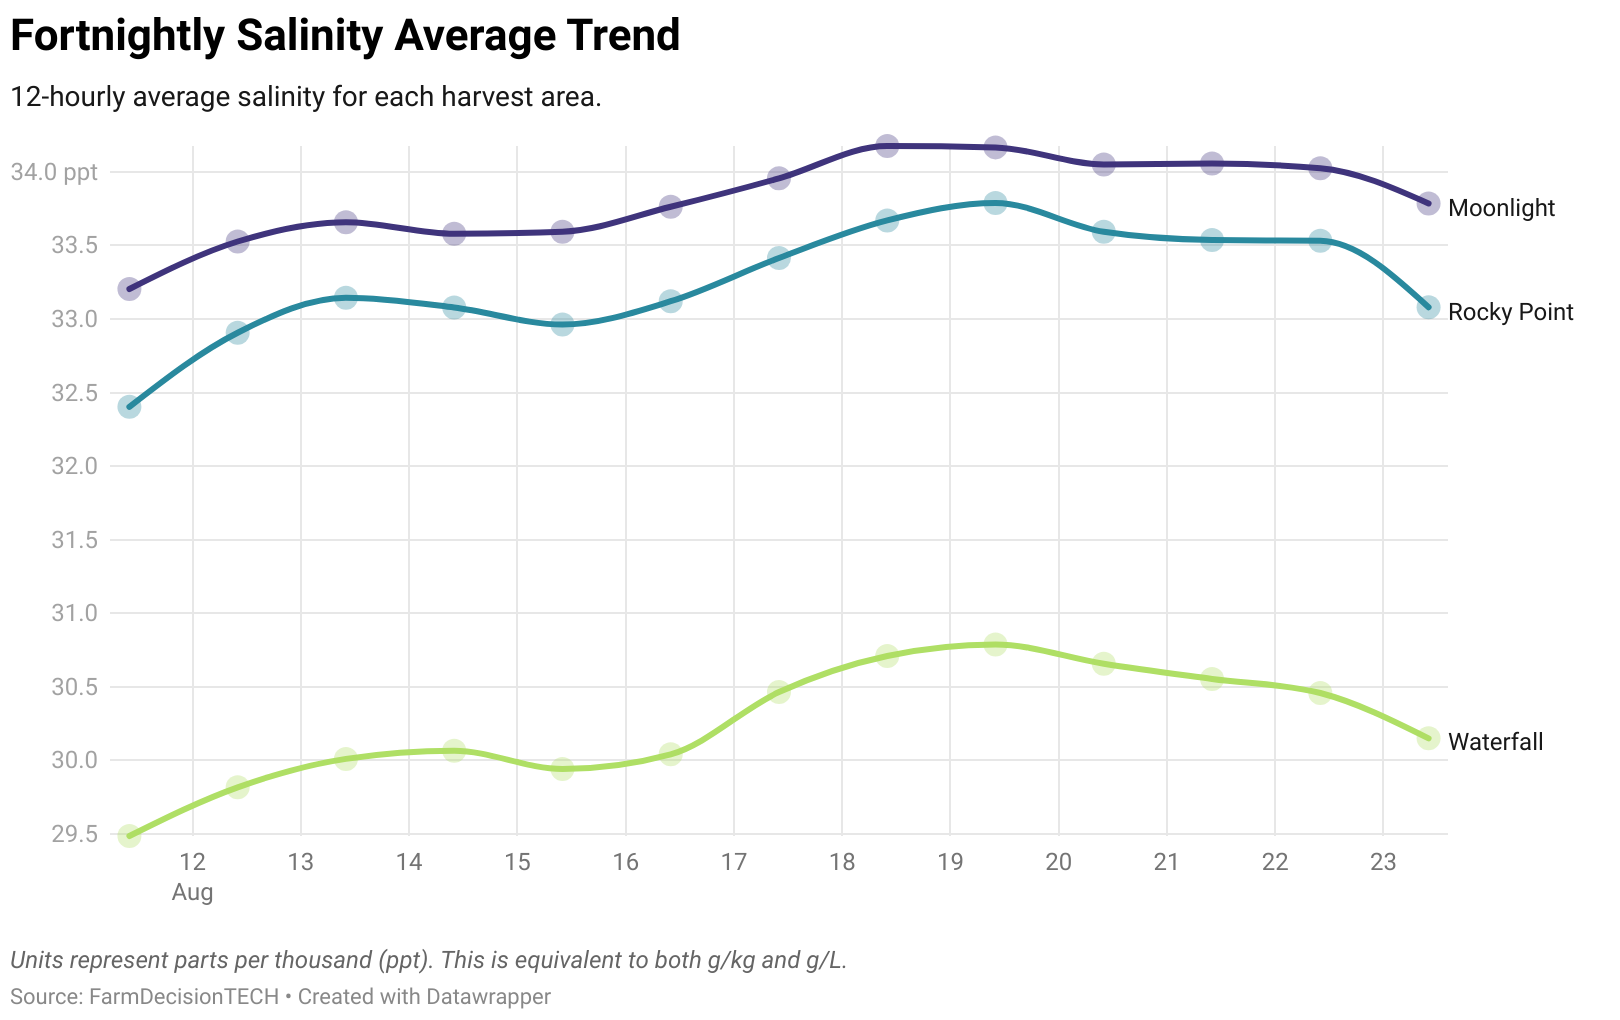 Fortnightly Salinity Average Trend
12-hourly average salinity for each harvest area.
34.0 ppt
33.5
33.0
32.5
32.0
31.5
31.0
30.5
30.0
29.5
Moonlight
Rocky Point
Waterfall
12 13 14 15 16 17 18 19 20 21 22 23
Aug
Units represent parts per thousand (ppt). This is equivalent to both g/kg and g/L.
Source: FarmDecisionTECH • Created with Datawrapper